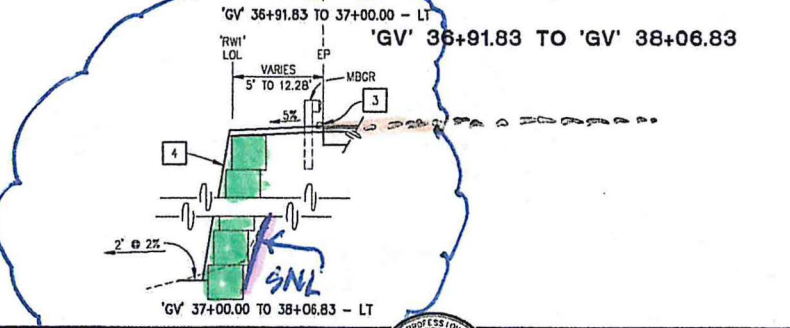 'GV' 36+91.83 TO 37+00.00 - LT
'GV' 36+91.83 TO 'GV' 38+06.83
'RW1'
LOL
EP
VARIES
5' TO 12.28'
MBGR
3
5%
4
2' @ 2%
SNL
'GV' 37+00.00 TO 38+06.83 - LT
PROFESSION